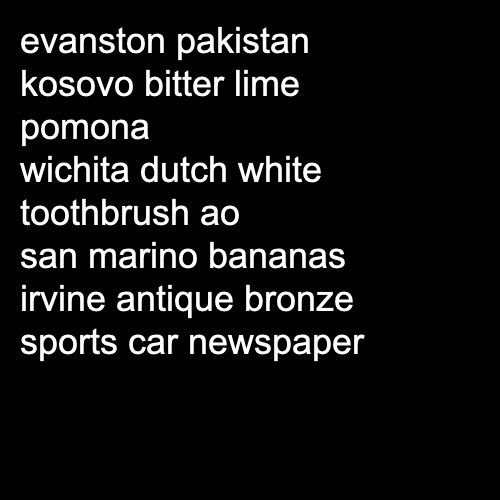 evanston pakistan
kosovo bitter lime
pomona
wichita dutch white
toothbrush ao
san marino bananas
irvine antique bronze
sports car newspaper